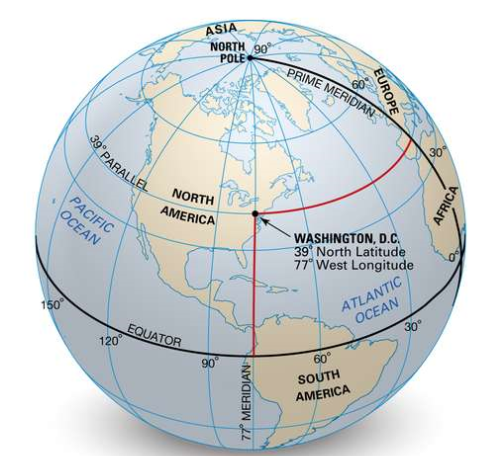 ASIA
NORTH
POLE
90°
PRIME MERIDIAN
60°
EUROPE
39° PARALLEL
30°
NORTH
AMERICA
AFRICA
PACIFIC
OCEAN
WASHINGTON, D.C.
39° North Latitude
77° West Longitude
0°
ATLANTIC
OCEAN
150°
120°
EQUATOR
90°
60°
30°
77° MERIDIAN
SOUTH
AMERICA